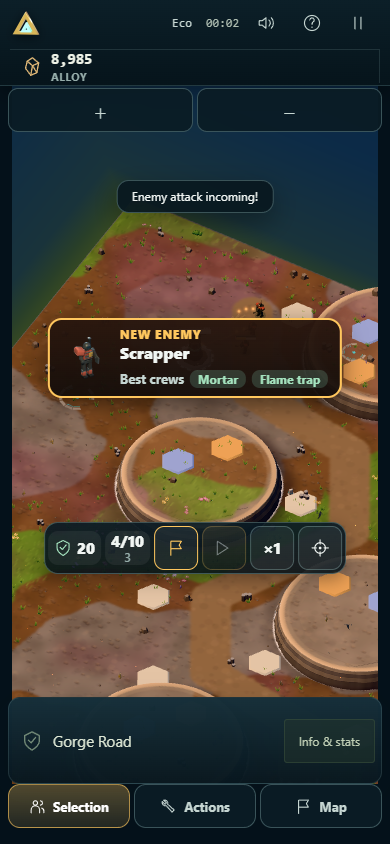 Eco 00:02
8,985
ALLOY
+ −
Enemy attack incoming!
NEW ENEMY
Scrapper
Best crews Mortar Flame trap
20 4/10 ×1
3
Gorge Road Info & stats
Selection Actions Map